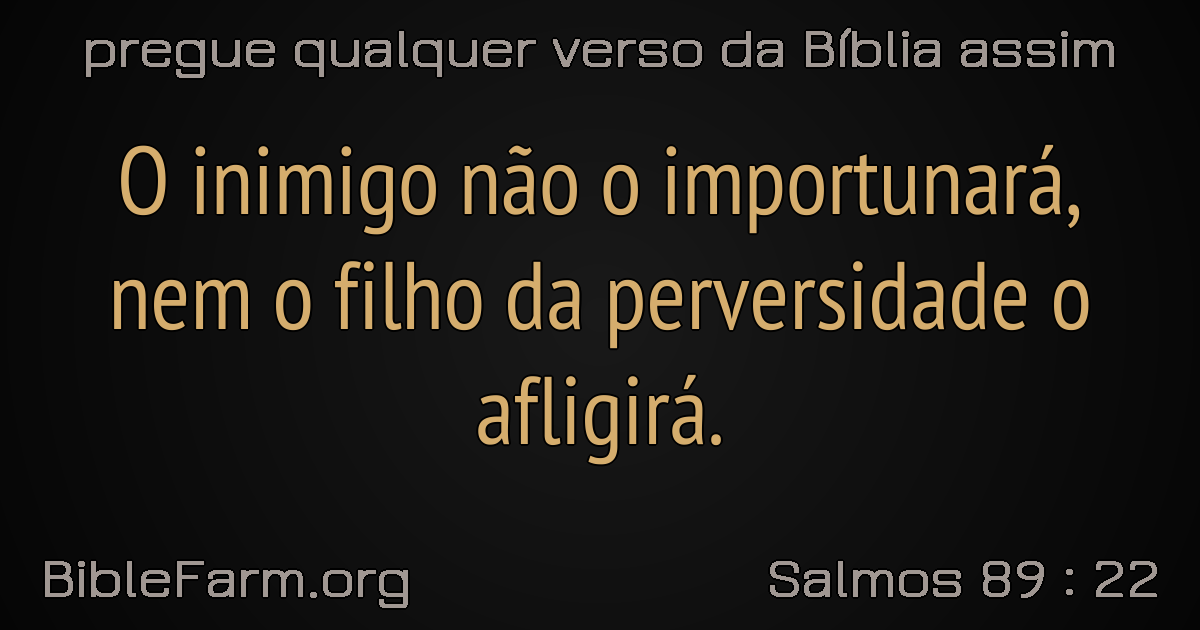 pregue qualquer verso da Bíblia assim
O inimigo não o importunará,
nem o filho da perversidade o
afligirá.
BibleFarm.org
Salmos 89 : 22